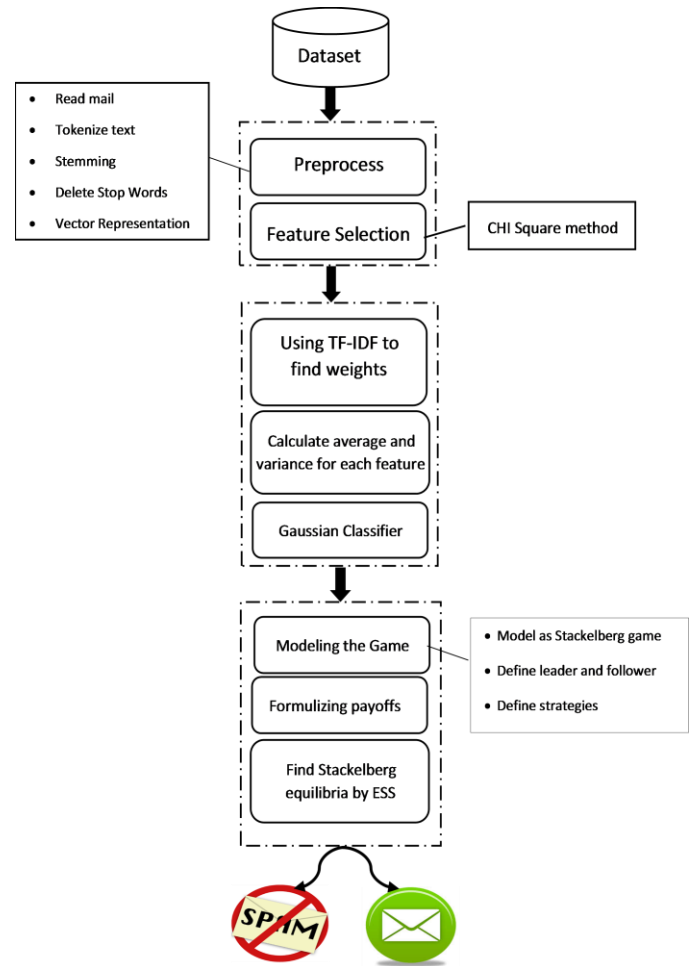 Dataset
• Read mail
• Tokenize text
• Stemming
• Delete Stop Words
• Vector Representation
Preprocess
Feature Selection
CHI Square method
Using TF-IDF to
find weights
Calculate average and
variance for each feature
Gaussian Classifier
Modeling the Game
• Model as Stackelberg game
• Define leader and follower
• Define strategies
Formulizing payoffs
Find Stackelberg
equilibria by ESS
SPAM